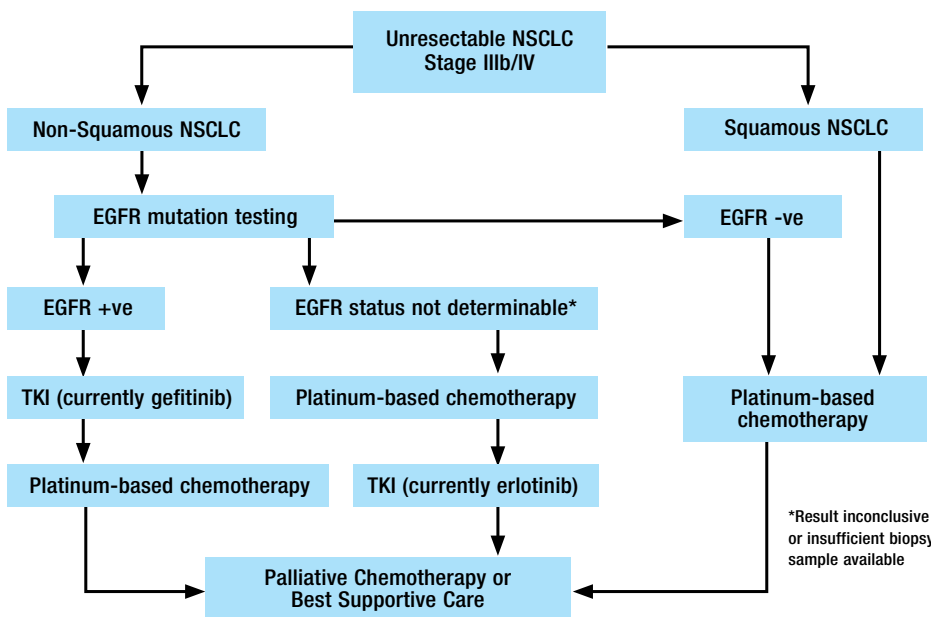 Unresectable NSCLC
Stage IIIb/IV
Non-Squamous NSCLC
Squamous NSCLC
EGFR mutation testing
EGFR -ve
EGFR +ve
EGFR status not determinable*
TKI (currently gefitinib)
Platinum-based chemotherapy
Platinum-based
chemotherapy
Platinum-based chemotherapy
TKI (currently erlotinib)
*Result inconclusive
or insufficient biopsy
sample available
Palliative Chemotherapy or
Best Supportive Care